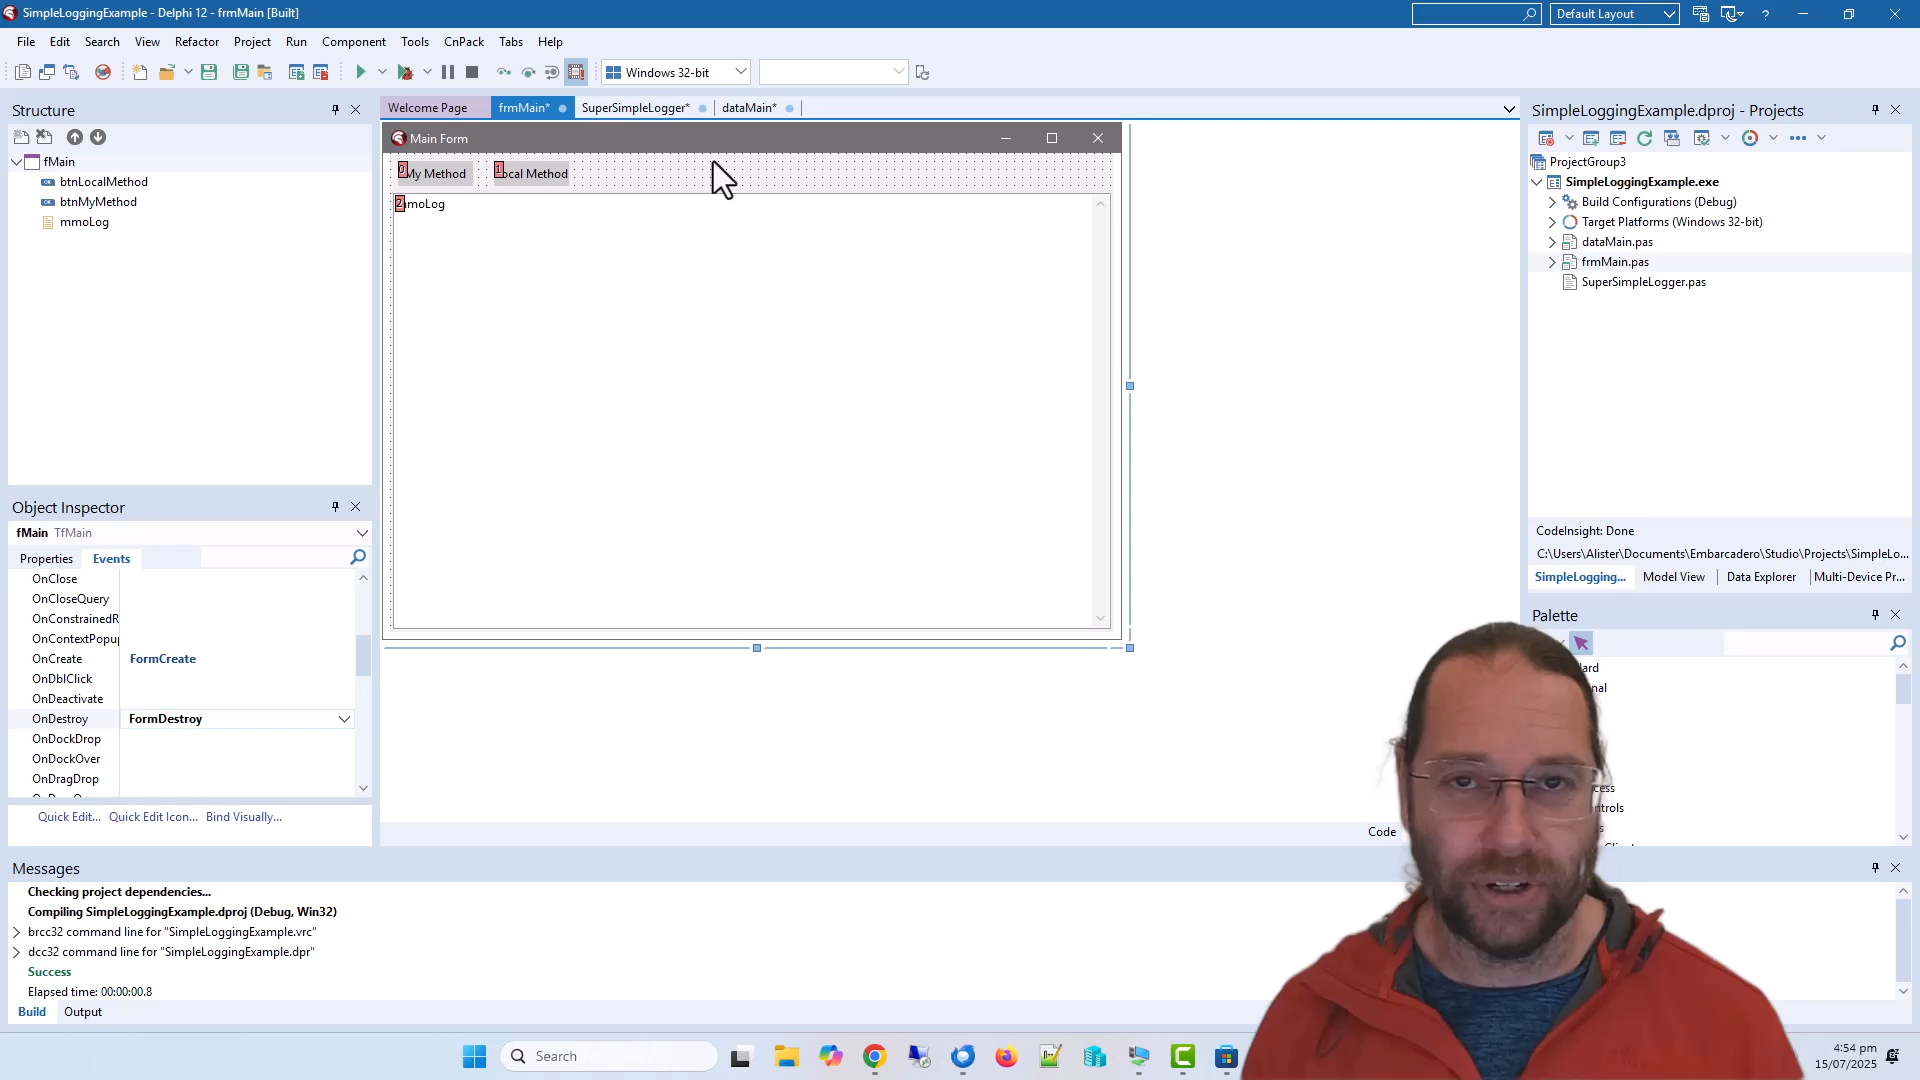 SimpleLoggingExample - Delphi 12 - frmMain [Built]
Default Layout
File Edit Search View Refactor Project Run Component Tools CnPack Tabs Help
Windows 32-bit
Structure
fMain
btnLocalMethod
btnMyMethod
mmoLog
Object Inspector
fMain TfMain
Properties Events
OnClose
OnCloseQuery
OnConstrainedR
OnContextPopup
OnCreate FormCreate
OnDblClick
OnDeactivate
OnDestroy FormDestroy
OnDockDrop
OnDockOver
OnDragDrop
Quick Edit... Quick Edit Icon... Bind Visually...
Welcome Page frmMain* SuperSimpleLogger* dataMain*
Main Form
0 My Method 1 ocal Method
2 mmoLog
Code
SimpleLoggingExample.dproj - Projects
ProjectGroup3
SimpleLoggingExample.exe
Build Configurations (Debug)
Target Platforms (Windows 32-bit)
dataMain.pas
frmMain.pas
SuperSimpleLogger.pas
CodeInsight: Done
C:\Users\Alister\Documents\Embarcadero\Studio\Projects\SimpleLo...
SimpleLogging... Model View Data Explorer Multi-Device Pr...
Palette
Messages
Checking project dependencies...
Compiling SimpleLoggingExample.dproj (Debug, Win32)
brcc32 command line for "SimpleLoggingExample.vrc"
dcc32 command line for "SimpleLoggingExample.dpr"
Success
Elapsed time: 00:00:00.8
Build Output
Search
4:54 pm
15/07/2025